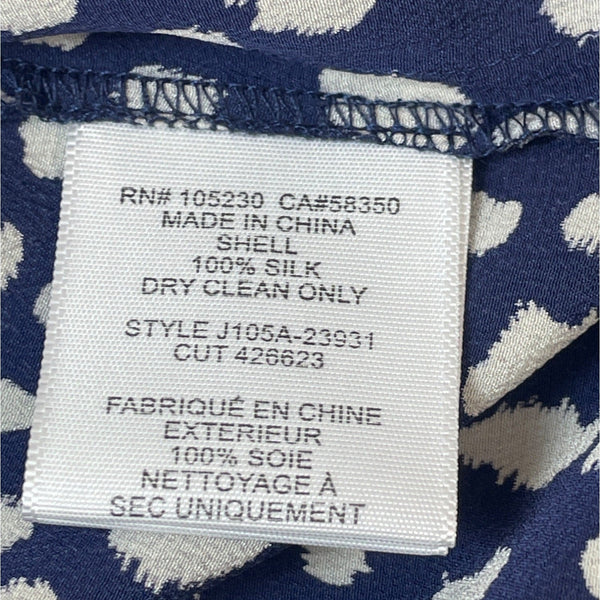 RN# 105230 CA#58350
MADE IN CHINA
SHELL
100% SILK
DRY CLEAN ONLY
STYLE J105A-23931
CUT 426623
FABRIQUÉ EN CHINE
EXTERIEUR
100% SOIE
NETTOYAGE À
SEC UNIQUEMENT